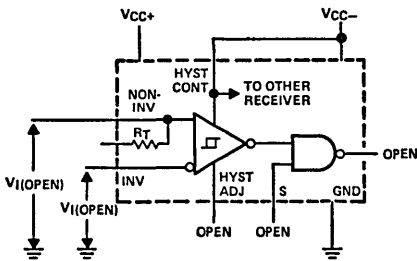 VCC+
VCC–
HYST
CONT
TO OTHER
RECEIVER
NON-
INV
RT
VI(OPEN)
INV
VI(OPEN)
HYST
ADJ
S
GND
OPEN
OPEN
OPEN